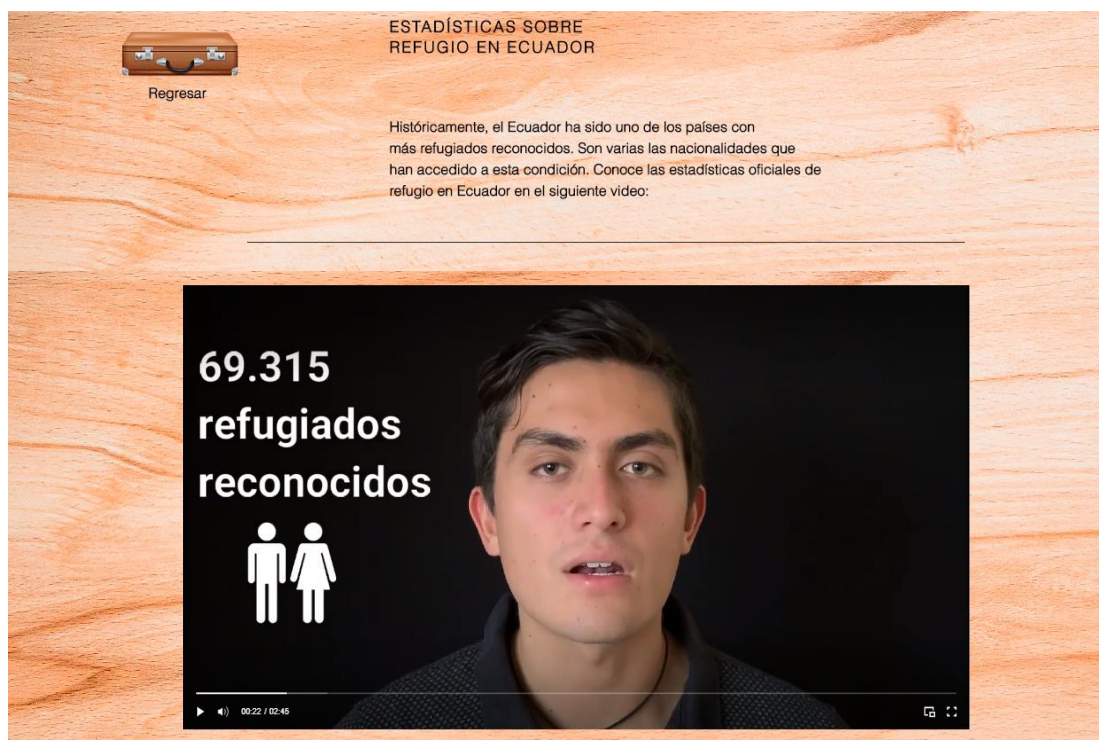 ESTADÍSTICAS SOBRE
REFUGIO EN ECUADOR
Regresar
Históricamente, el Ecuador ha sido uno de los países con
más refugiados reconocidos. Son varias las nacionalidades que
han accedido a esta condición. Conoce las estadísticas oficiales de
refugio en Ecuador en el siguiente video:
69.315
refugiados
reconocidos
00:22 / 02:45